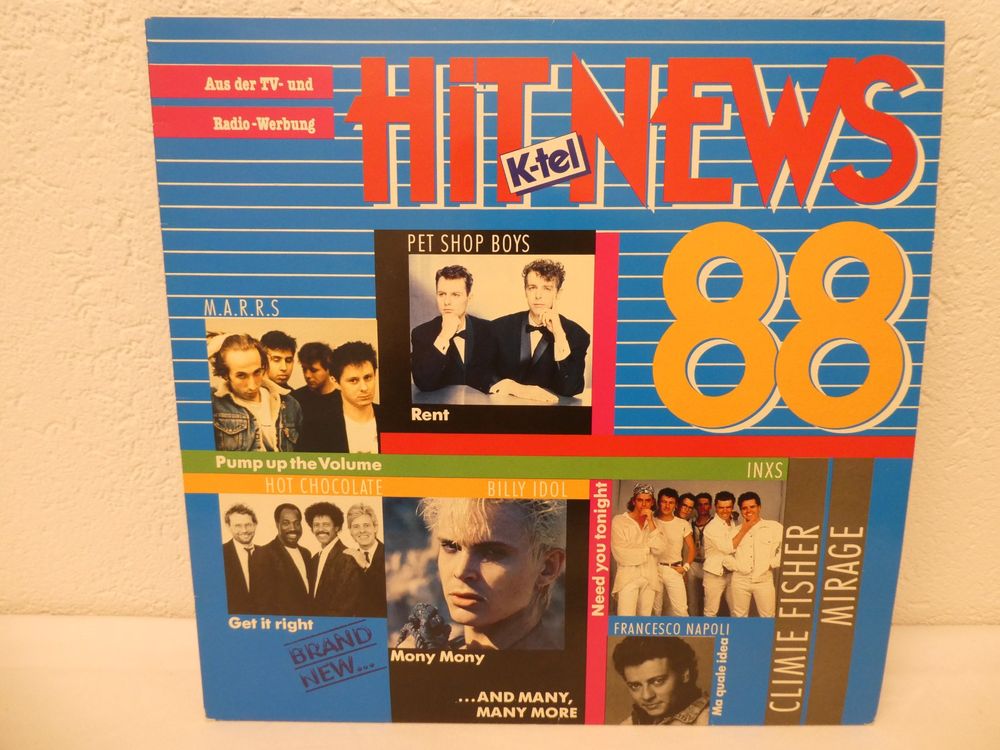 Aus der TV- und
Radio-Werbung
HiTNEWS
K-tel
88
PET SHOP BOYS
Rent
M.A.R.R.S
Pump up the Volume
HOT CHOCOLATE
Get it right
BRAND
NEW...
BILLY IDOL
Mony Mony
...AND MANY,
MANY MORE
INXS
Need you tonight
FRANCESCO NAPOLI
Ma quale idea
CLIMIE FISHER
MIRAGE